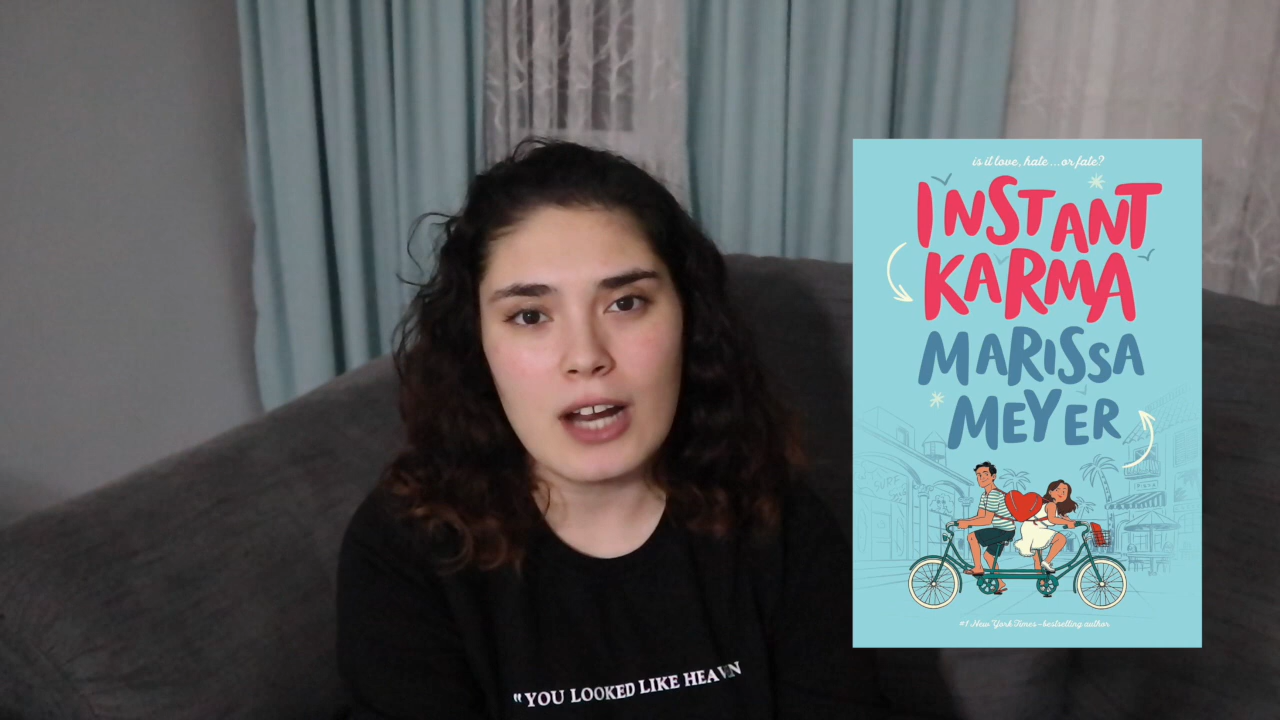 is it love, hate ... or fate?
INSTANT
KARMA
MARISSA
MEYER
#1 New York Times-bestselling author
"YOU LOOKED LIKE HEAVEN